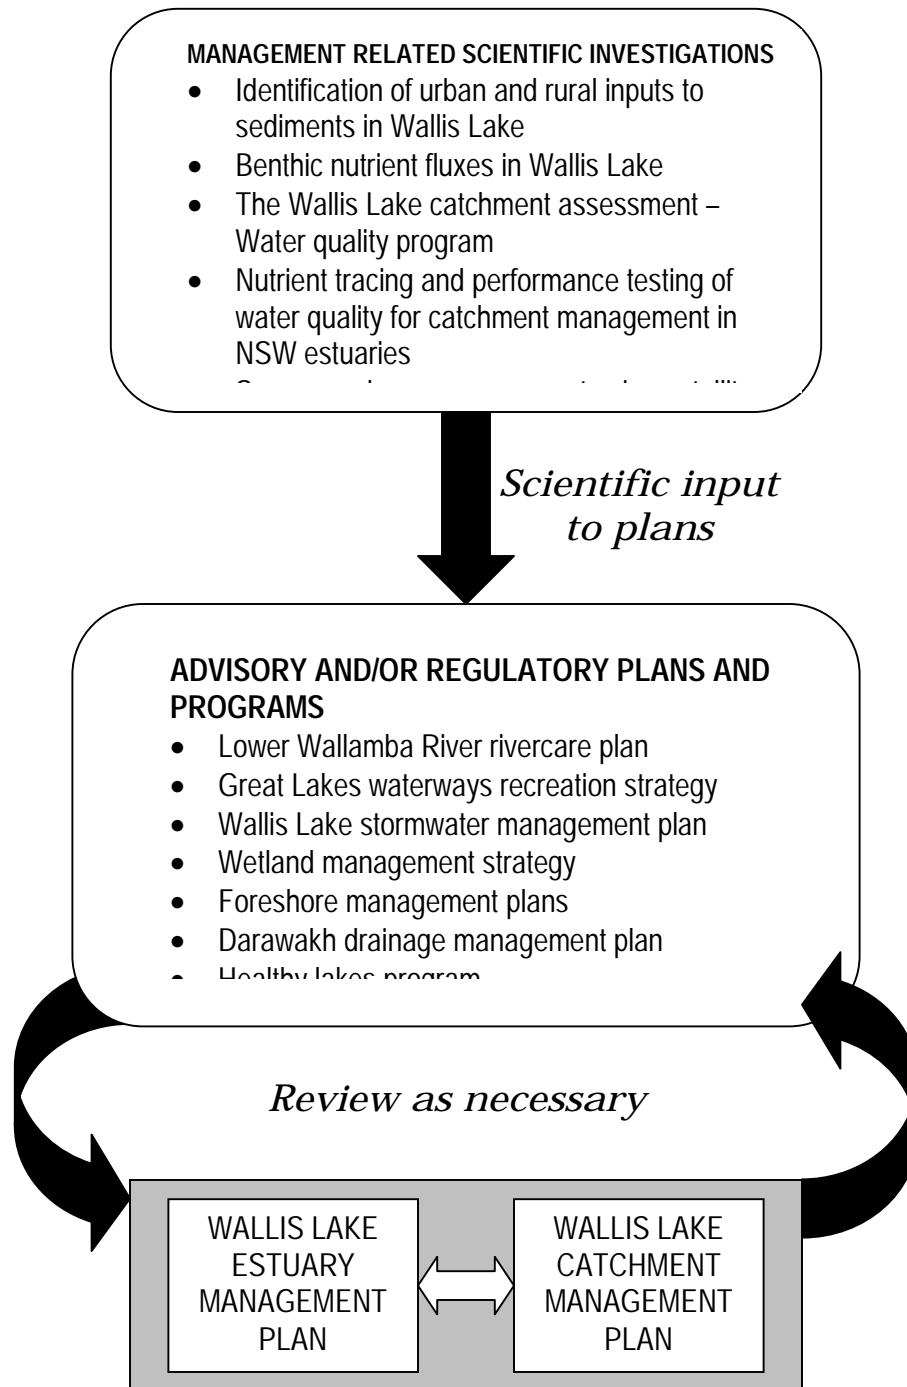 MANAGEMENT RELATED SCIENTIFIC INVESTIGATIONS
• Identification of urban and rural inputs to
sediments in Wallis Lake
• Benthic nutrient fluxes in Wallis Lake
• The Wallis Lake catchment assessment –
Water quality program
• Nutrient tracing and performance testing of
water quality for catchment management in
NSW estuaries
Scientific input
to plans
ADVISORY AND/OR REGULATORY PLANS AND
PROGRAMS
• Lower Wallamba River rivercare plan
• Great Lakes waterways recreation strategy
• Wallis Lake stormwater management plan
• Wetland management strategy
• Foreshore management plans
• Darawakh drainage management plan
• Healthy lakes program
Review as necessary
WALLIS LAKE
ESTUARY
MANAGEMENT
PLAN
WALLIS LAKE
CATCHMENT
MANAGEMENT
PLAN